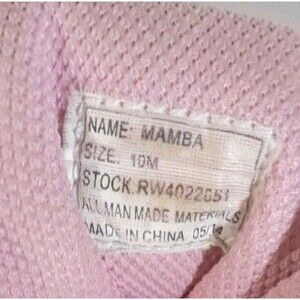 NAME: MAMBA
SIZE: 10M
STOCK:RW4022051
ALL MAN MADE MATERIALS
MADE IN CHINA 05/14